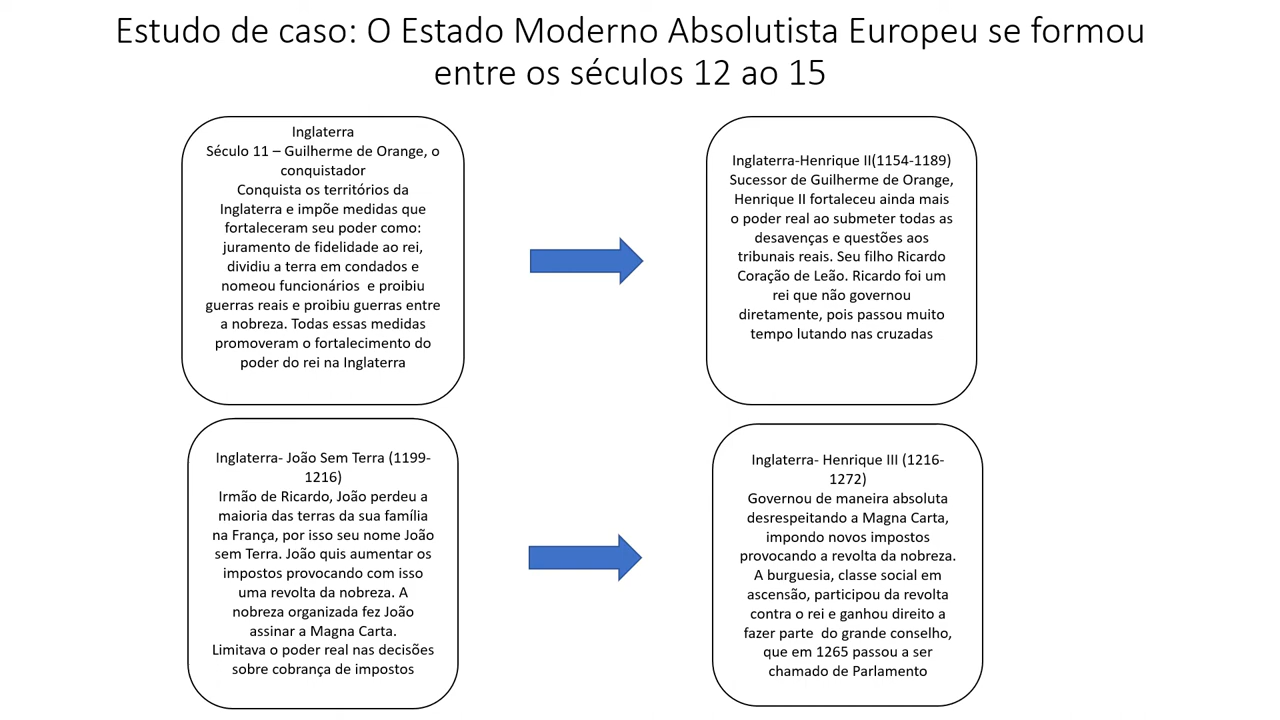 Estudo de caso: O Estado Moderno Absolutista Europeu se formou
entre os séculos 12 ao 15
Inglaterra
Século 11 – Guilherme de Orange, o
conquistador
Conquista os territórios da
Inglaterra e impõe medidas que
fortaleceram seu poder como:
juramento de fidelidade ao rei,
dividiu a terra em condados e
nomeou funcionários  e proibiu
guerras reais e proibiu guerras entre
a nobreza. Todas essas medidas
promoveram o fortalecimento do
poder do rei na Inglaterra
Inglaterra-Henrique II(1154-1189)
Sucessor de Guilherme de Orange,
Henrique II fortaleceu ainda mais
o poder real ao submeter todas as
desavenças e questões aos
tribunais reais. Seu filho Ricardo
Coração de Leão. Ricardo foi um
rei que não governou
diretamente, pois passou muito
tempo lutando nas cruzadas
Inglaterra- João Sem Terra (1199-
1216)
Irmão de Ricardo, João perdeu a
maioria das terras da sua família
na França, por isso seu nome João
sem Terra. João quis aumentar os
impostos provocando com isso
uma revolta da nobreza. A
nobreza organizada fez João
assinar a Magna Carta.
Limitava o poder real nas decisões
sobre cobrança de impostos
Inglaterra- Henrique III (1216-
1272)
Governou de maneira absoluta
desrespeitando a Magna Carta,
impondo novos impostos
provocando a revolta da nobreza.
A burguesia, classe social em
ascensão, participou da revolta
contra o rei e ganhou direito a
fazer parte  do grande conselho,
que em 1265 passou a ser
chamado de Parlamento